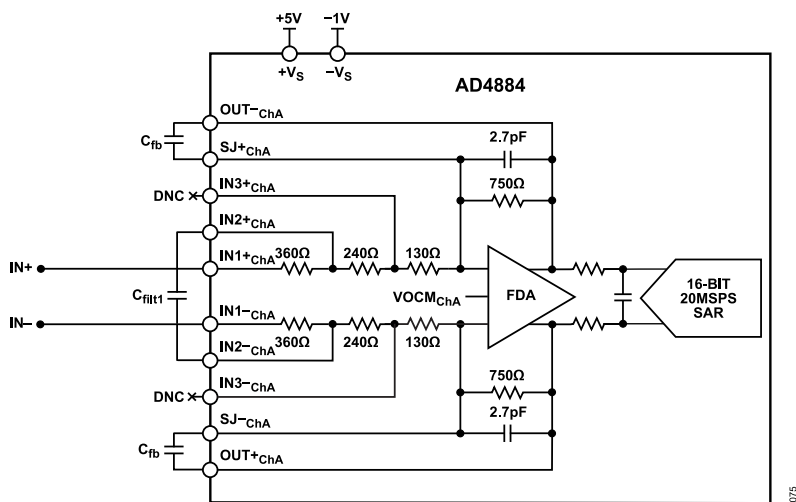 +5V
−1V
+VS
−VS
AD4884
OUT−ChA
Cfb
SJ+ChA
2.7pF
DNC
IN3+ChA
750Ω
IN2+ChA
IN+
IN1+ChA
360Ω
240Ω
130Ω
Cfilt1
VOCMChA
FDA
16-BIT
20MSPS
SAR
IN-
IN1−ChA
360Ω
240Ω
130Ω
IN2−ChA
DNC
IN3−ChA
750Ω
SJ−ChA
2.7pF
Cfb
OUT+ChA
075